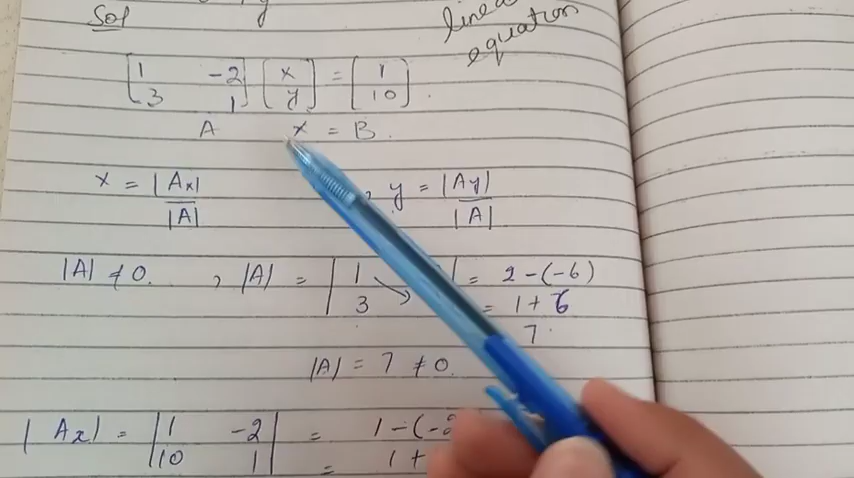 Sol
equation
[1 -2] [x] = [1]
[3 1] [y] [10].
A x = B.
x = |Ax| , y = |Ay|
|A| |A|
|A| ≠ 0. , |A| = |1 | = 2-(-6)
3 = 1+6
7.
|A| = 7 ≠ 0.
|Ax| = |1 -2| = 1-(-2
|10 1| = 1+